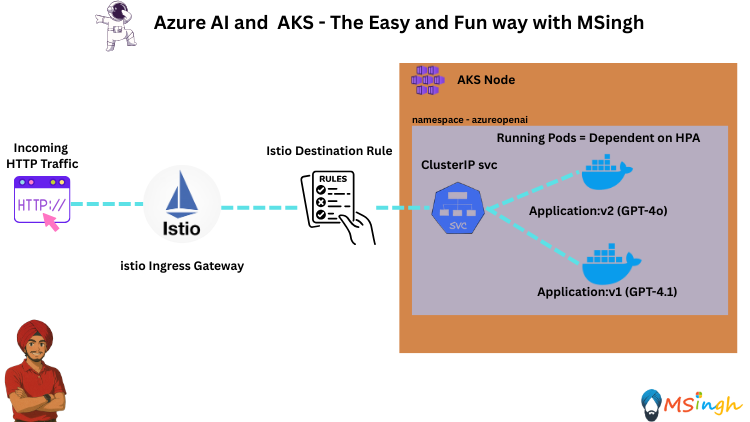 Azure AI and AKS - The Easy and Fun way with MSingh
AKS Node
namespace - azureopenai
Running Pods = Dependent on HPA
Incoming
HTTP Traffic
HTTP://
Istio
istio Ingress Gateway
Istio Destination Rule
RULES
ClusterIP svc
SVC
Application:v2 (GPT-4o)
Application:v1 (GPT-4.1)
MSingh